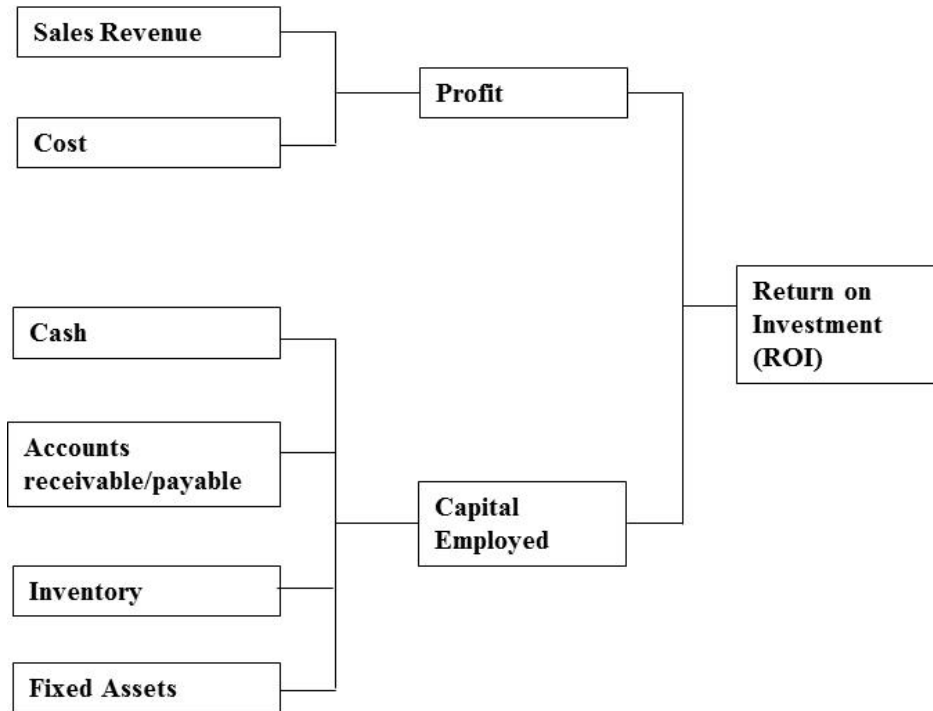 Sales Revenue
Profit
Cost
Return on
Investment
(ROI)
Cash
Accounts
receivable/payable
Capital
Employed
Inventory
Fixed Assets